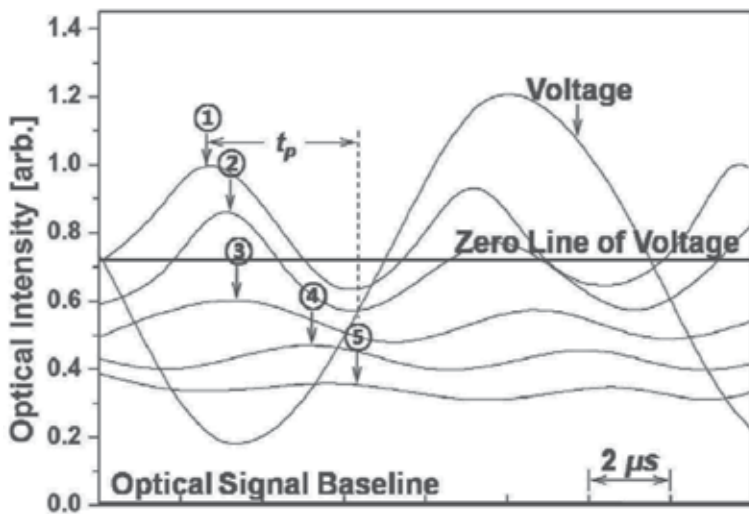 1.4
1.2
1.0
0.8
0.6
0.4
0.2
0.0
Optical Intensity [arb.]
①
②
③
④
⑤
tp
Voltage
Zero Line of Voltage
2 μs
Optical Signal Baseline